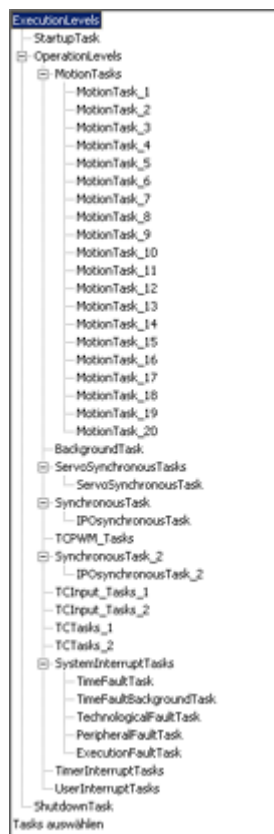 ExecutionLevels
StartupTask
OperationLevels
MotionTasks
MotionTask_1
MotionTask_2
MotionTask_3
MotionTask_4
MotionTask_5
MotionTask_6
MotionTask_7
MotionTask_8
MotionTask_9
MotionTask_10
MotionTask_11
MotionTask_12
MotionTask_13
MotionTask_14
MotionTask_15
MotionTask_16
MotionTask_17
MotionTask_18
MotionTask_19
MotionTask_20
BackgroundTask
ServoSynchronousTasks
ServoSynchronousTask
SynchronousTask
IPOsynchronousTask
TCPWM_Tasks
SynchronousTask_2
IPOsynchronousTask_2
TCInput_Tasks_1
TCInput_Tasks_2
TCTasks_1
TCTasks_2
SystemInterruptTasks
TimeFaultTask
TimeFaultBackgroundTask
TechnologicalFaultTask
PeripheralFaultTask
ExecutionFaultTask
TimerInterruptTasks
UserInterruptTasks
ShutdownTask
Tasks auswählen